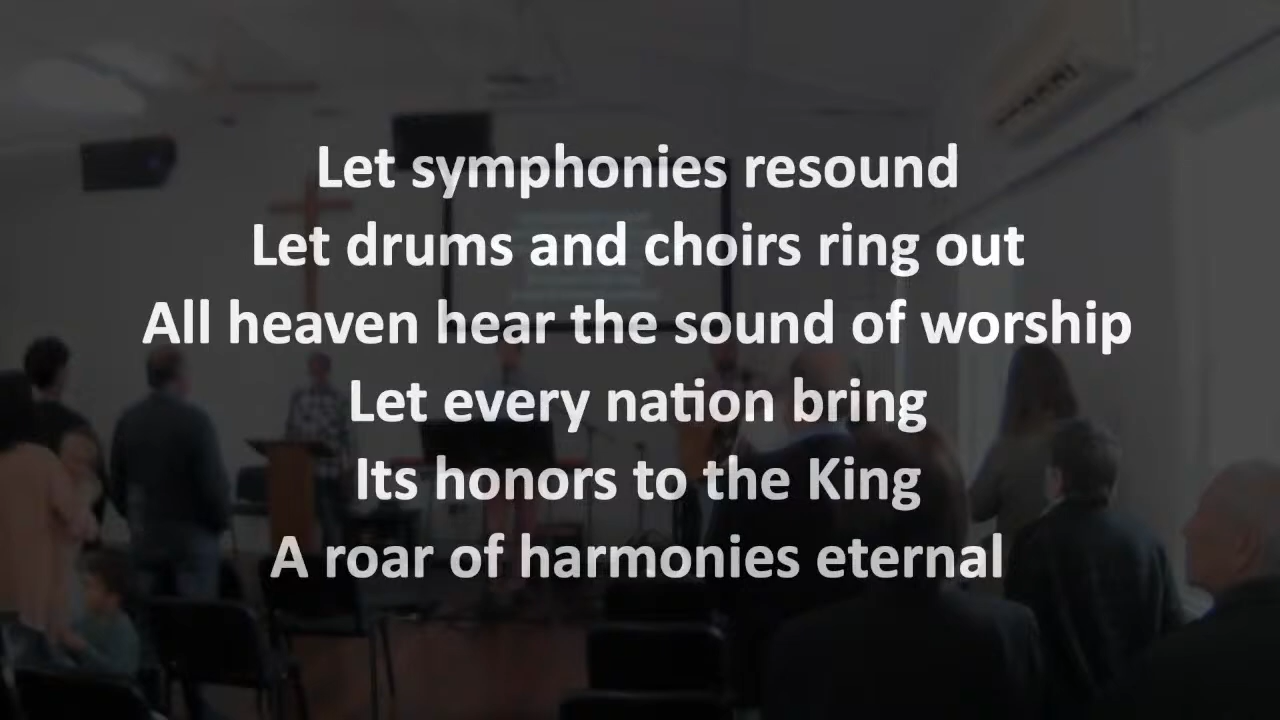 Let symphonies resound
Let drums and choirs ring out
All heaven hear the sound of worship
Let every nation bring
Its honors to the King
A roar of harmonies eternal